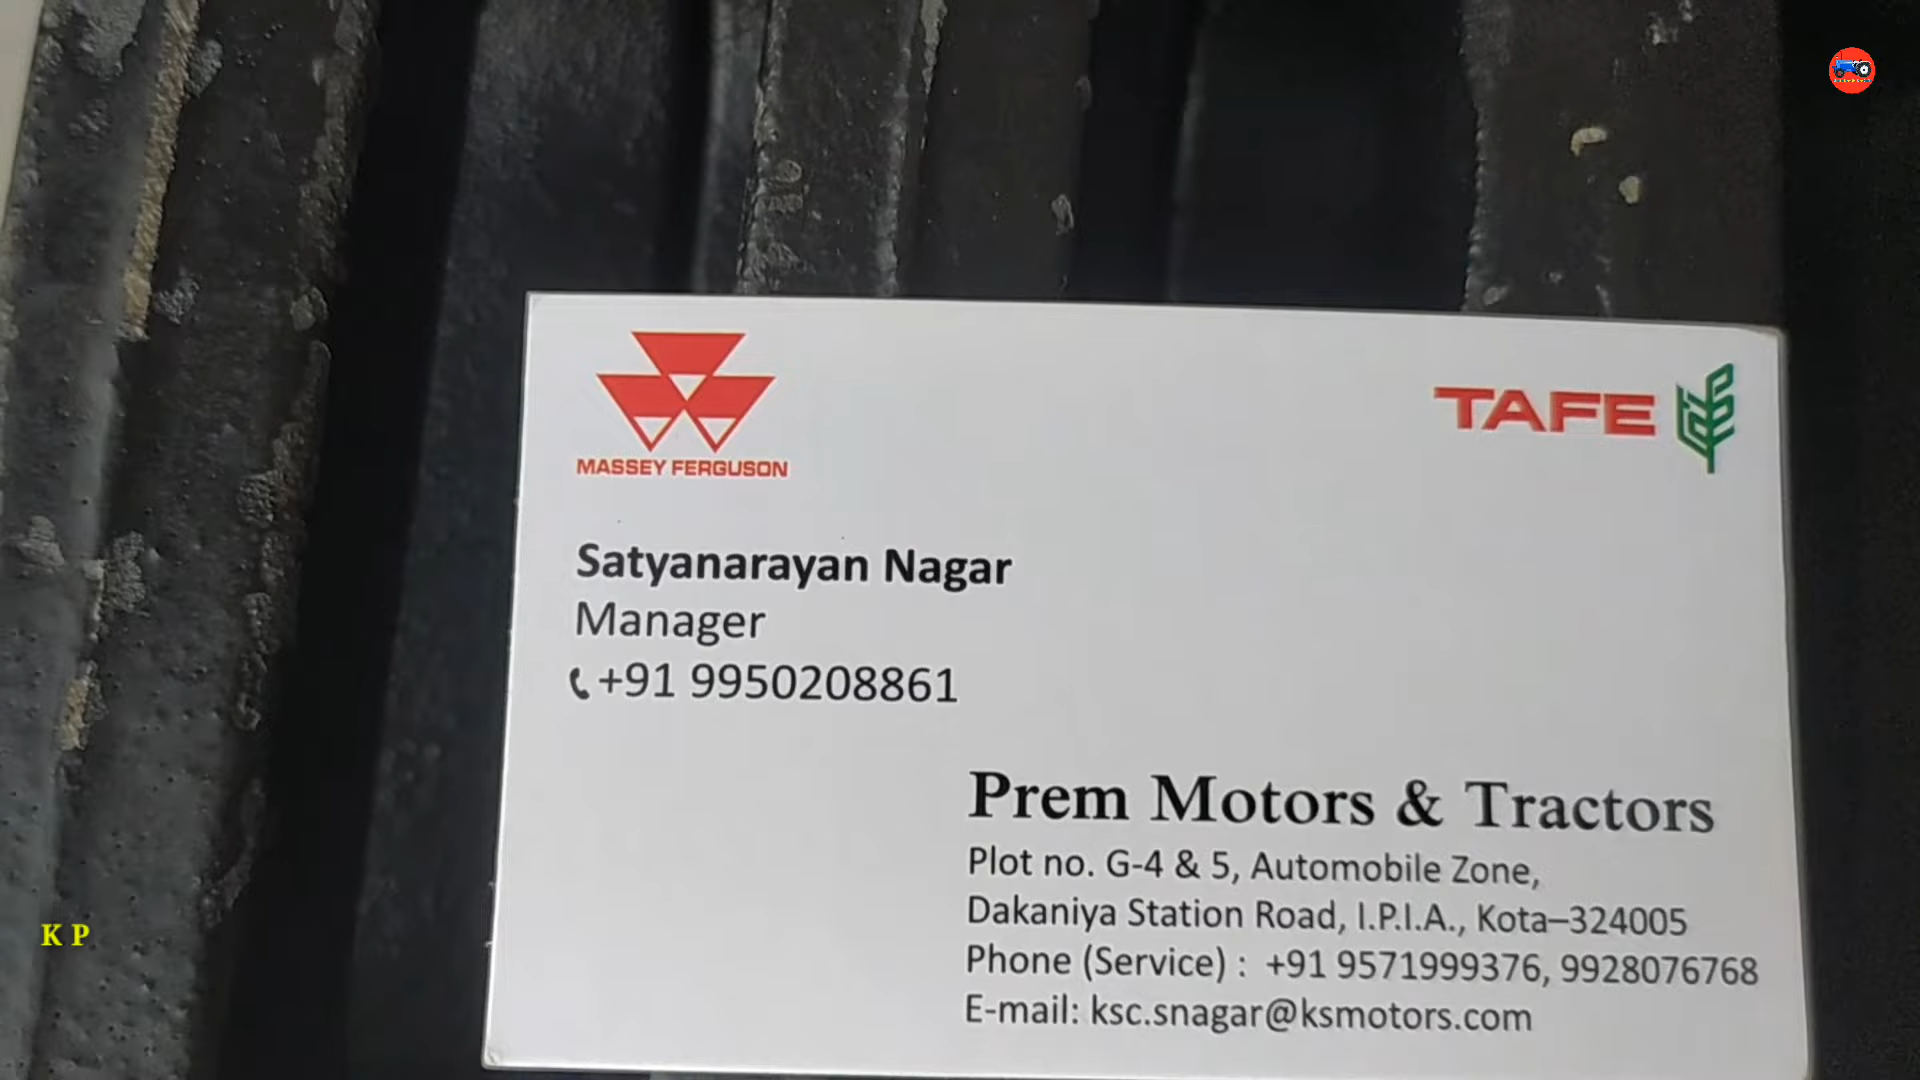 MASSEY FERGUSON
TAFE
Satyanarayan Nagar
Manager
+91 9950208861
Prem Motors & Tractors
Plot no. G-4 & 5, Automobile Zone,
Dakaniya Station Road, I.P.I.A., Kota–324005
Phone (Service) : +91 9571999376, 9928076768
E-mail: ksc.snagar@ksmotors.com
K P